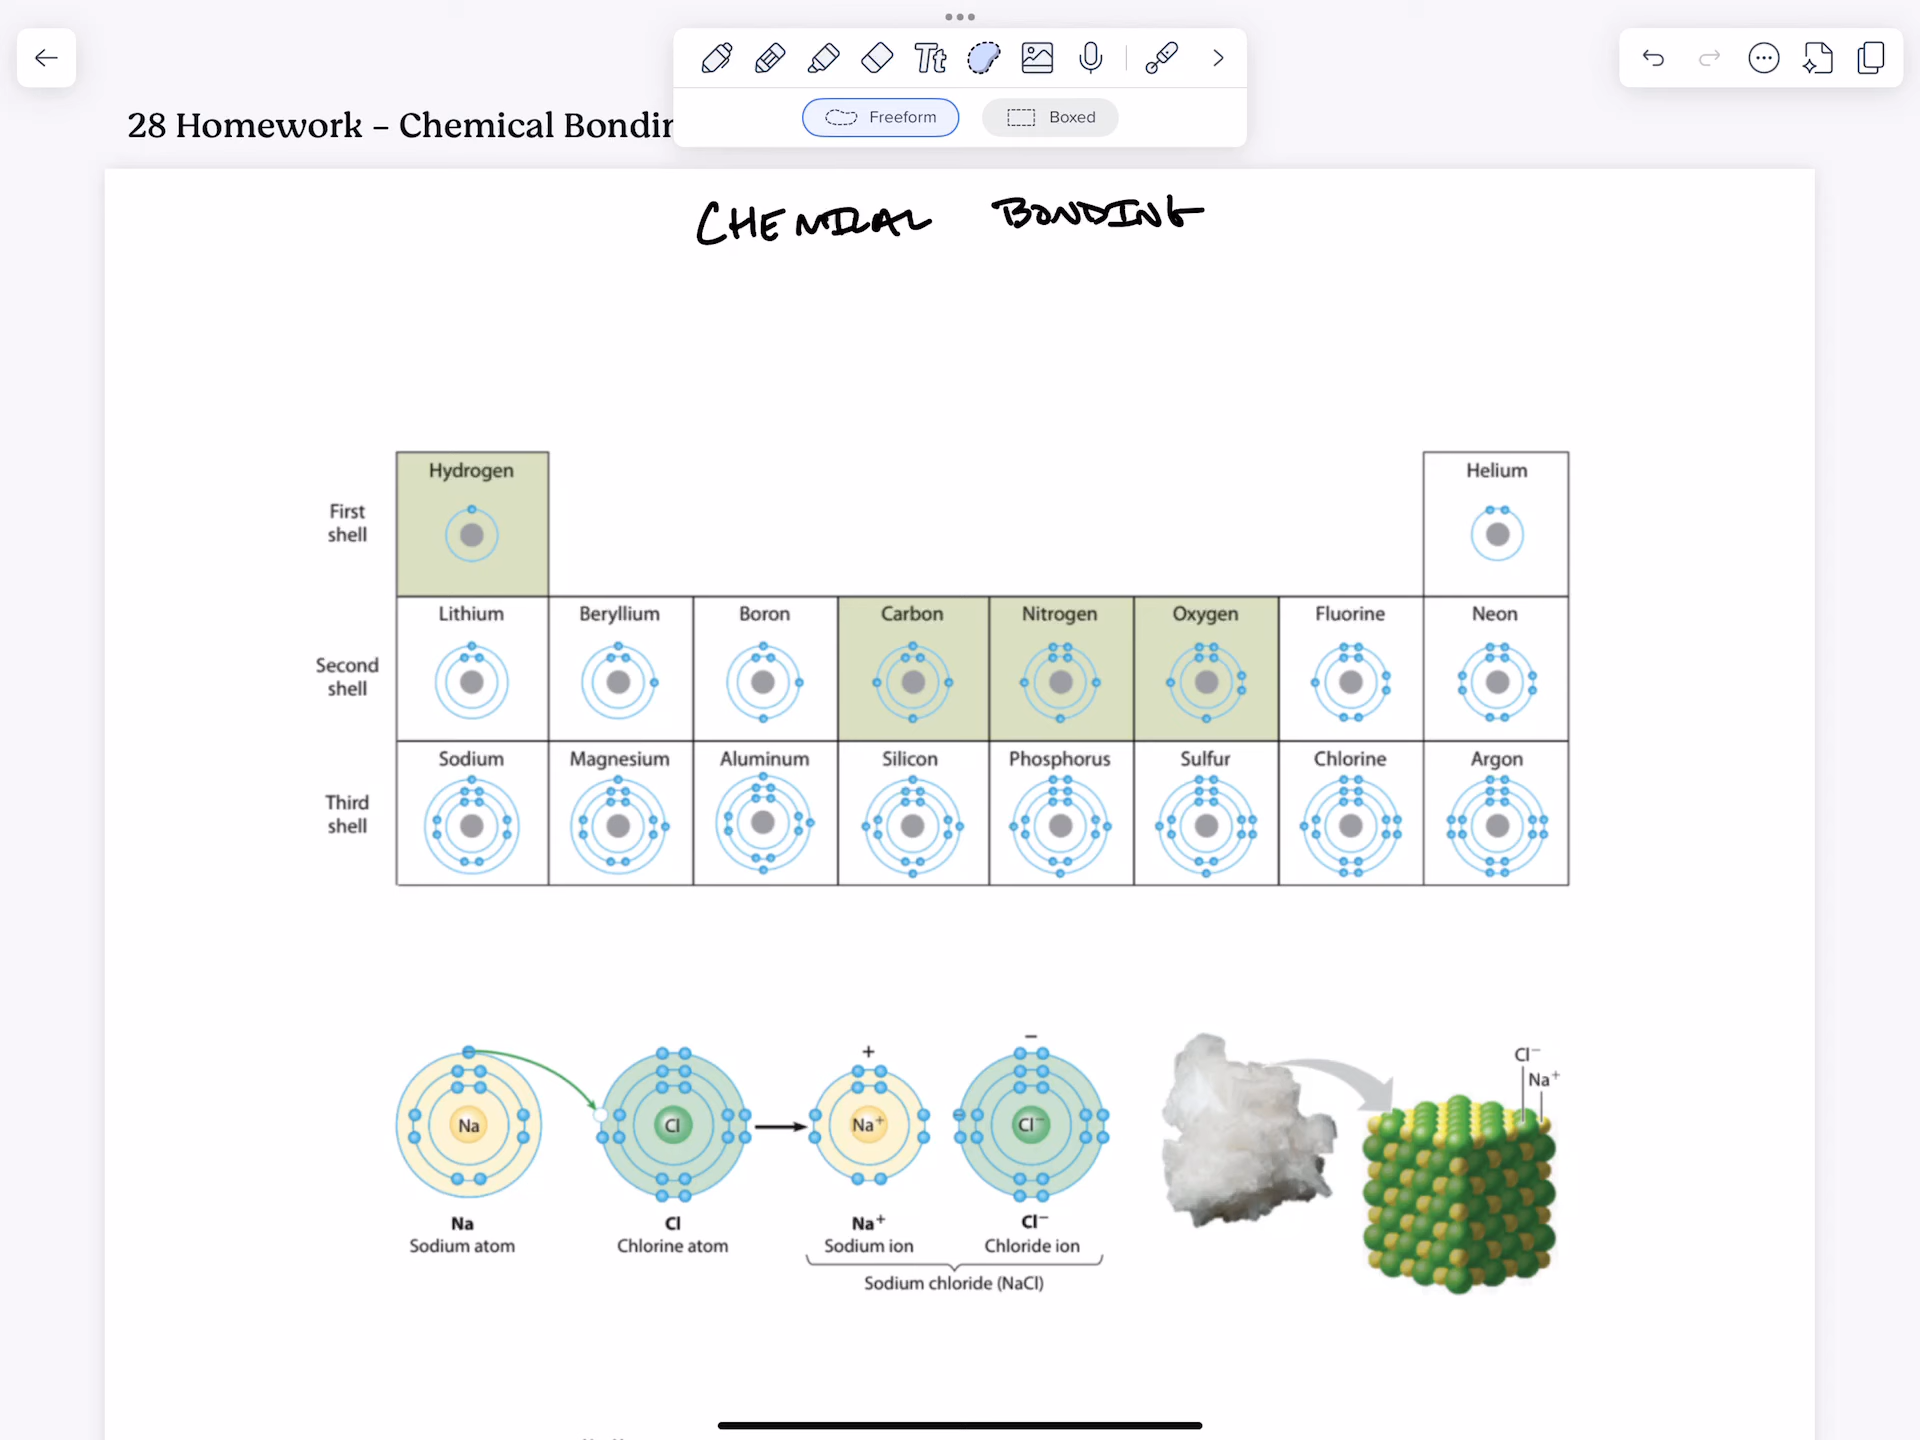 Tt
Freeform Boxed
28 Homework – Chemical Bondin
CHEMICAL BONDING
Hydrogen Helium
First
shell
Lithium Beryllium Boron Carbon Nitrogen Oxygen Fluorine Neon
Second
shell
Sodium Magnesium Aluminum Silicon Phosphorus Sulfur Chlorine Argon
Third
shell
+ −
Na Cl Na⁺ Cl⁻
Cl⁻
Na⁺
Na Cl Na⁺ Cl⁻
Sodium atom Chlorine atom Sodium ion Chloride ion
Sodium chloride (NaCl)